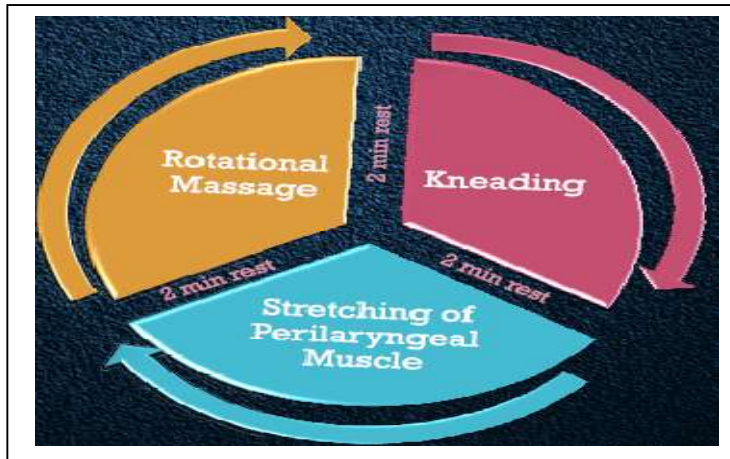 Rotational
Massage
2 min rest
Kneading
2 min rest
2 min rest
Stretching of
Perilaryngeal
Muscle